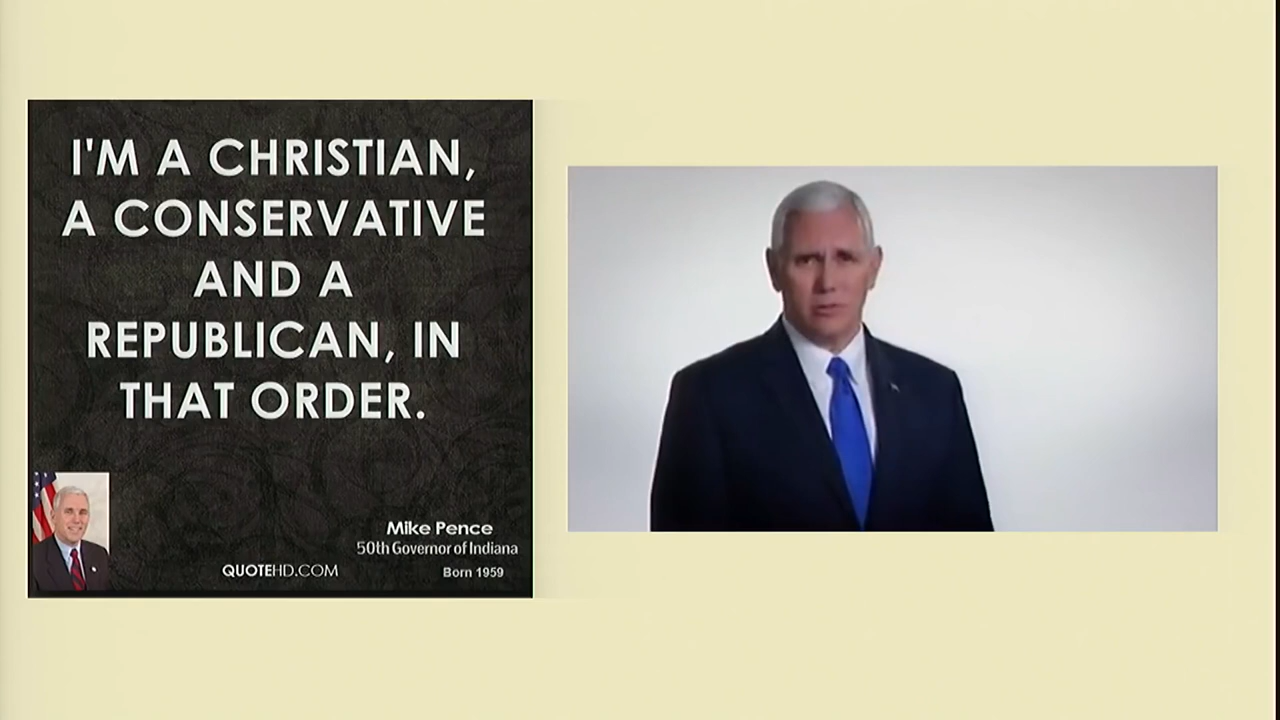 I'M A CHRISTIAN,
A CONSERVATIVE
AND A
REPUBLICAN, IN
THAT ORDER.
Mike Pence
50th Governor of Indiana
QUOTEHD.COM
Born 1959